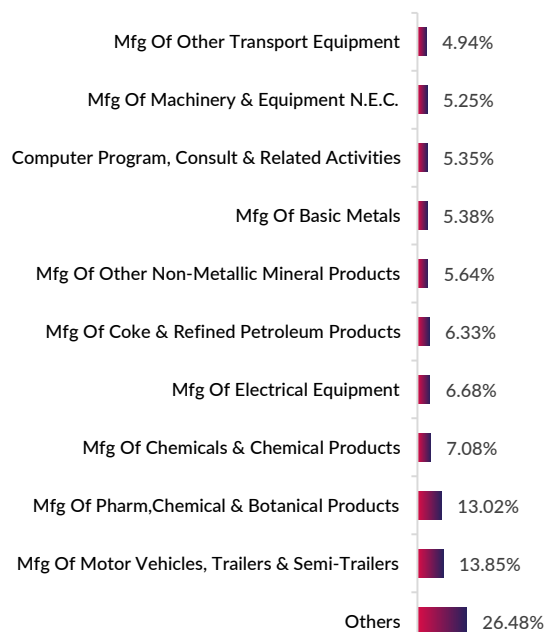 Mfg Of Other Transport Equipment 4.94%
Mfg Of Machinery & Equipment N.E.C. 5.25%
Computer Program, Consult & Related Activities 5.35%
Mfg Of Basic Metals 5.38%
Mfg Of Other Non-Metallic Mineral Products 5.64%
Mfg Of Coke & Refined Petroleum Products 6.33%
Mfg Of Electrical Equipment 6.68%
Mfg Of Chemicals & Chemical Products 7.08%
Mfg Of Pharm,Chemical & Botanical Products 13.02%
Mfg Of Motor Vehicles, Trailers & Semi-Trailers 13.85%
Others 26.48%